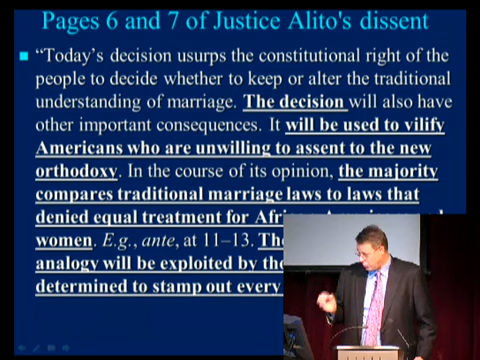 Pages 6 and 7 of Justice Alito's dissent
"Today's decision usurps the constitutional right of the
people to decide whether to keep or alter the traditional
understanding of marriage. The decision will also have
other important consequences. It will be used to vilify
Americans who are unwilling to assent to the new
orthodoxy. In the course of its opinion, the majority
compares traditional marriage laws to laws that
denied equal treatment for
women. E.g., ante, at 11–13.
analogy will be exploited by
determined to stamp out every